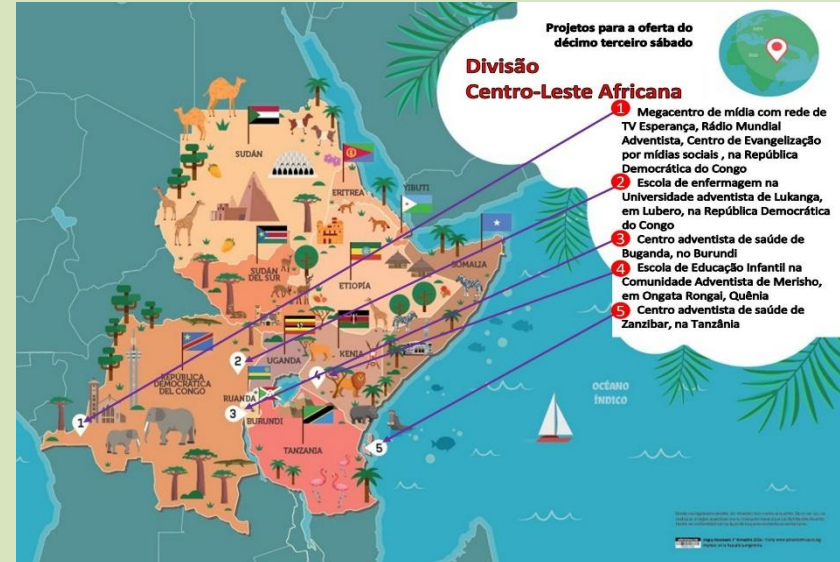 Projetos para a oferta do
décimo terceiro sábado
Divisão
Centro-Leste Africana
1 Megacentro de mídia com rede de
TV Esperança, Rádio Mundial
Adventista, Centro de Evangelização
por mídias sociais , na República
Democrática do Congo
2 Escola de enfermagem na
Universidade adventista de Lukanga,
em Lubero, na República Democrática
do Congo
3 Centro adventista de saúde de
Buganda, no Burundi
4 Escola de Educação Infantil na
Comunidade Adventista de Merisho,
em Ongata Rongai, Quênia
5 Centro adventista de saúde de
Zanzibar, na Tanzânia
SUDÁN
ERITREA
YIBUTI
SUDÁN
DEL SUR
ETIOPÍA
SOMALIA
UGANDA
KENIA
REPÚBLICA
DEMOCRÁTICA
DEL CONGO
RUANDA
BURUNDI
TANZANIA
1
2
3
4
5
OCÉANO
ÍNDICO